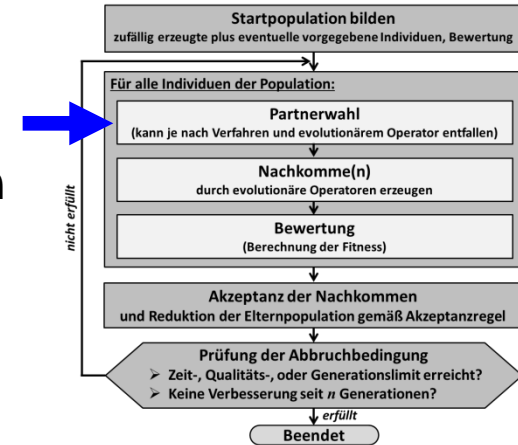 Startpopulation bilden
zufällig erzeugte plus eventuelle vorgegebene Individuen, Bewertung
Für alle Individuen der Population:
Partnerwahl
(kann je nach Verfahren und evolutionärem Operator entfallen)
n
Nachkomme(n)
durch evolutionäre Operatoren erzeugen
nicht erfüllt
Bewertung
(Berechnung der Fitness)
Akzeptanz der Nachkommen
und Reduktion der Elternpopulation gemäß Akzeptanzregel
Prüfung der Abbruchbedingung
➢ Zeit-, Qualitäts-, oder Generationslimit erreicht?
➢ Keine Verbesserung seit n Generationen?
erfüllt
Beendet